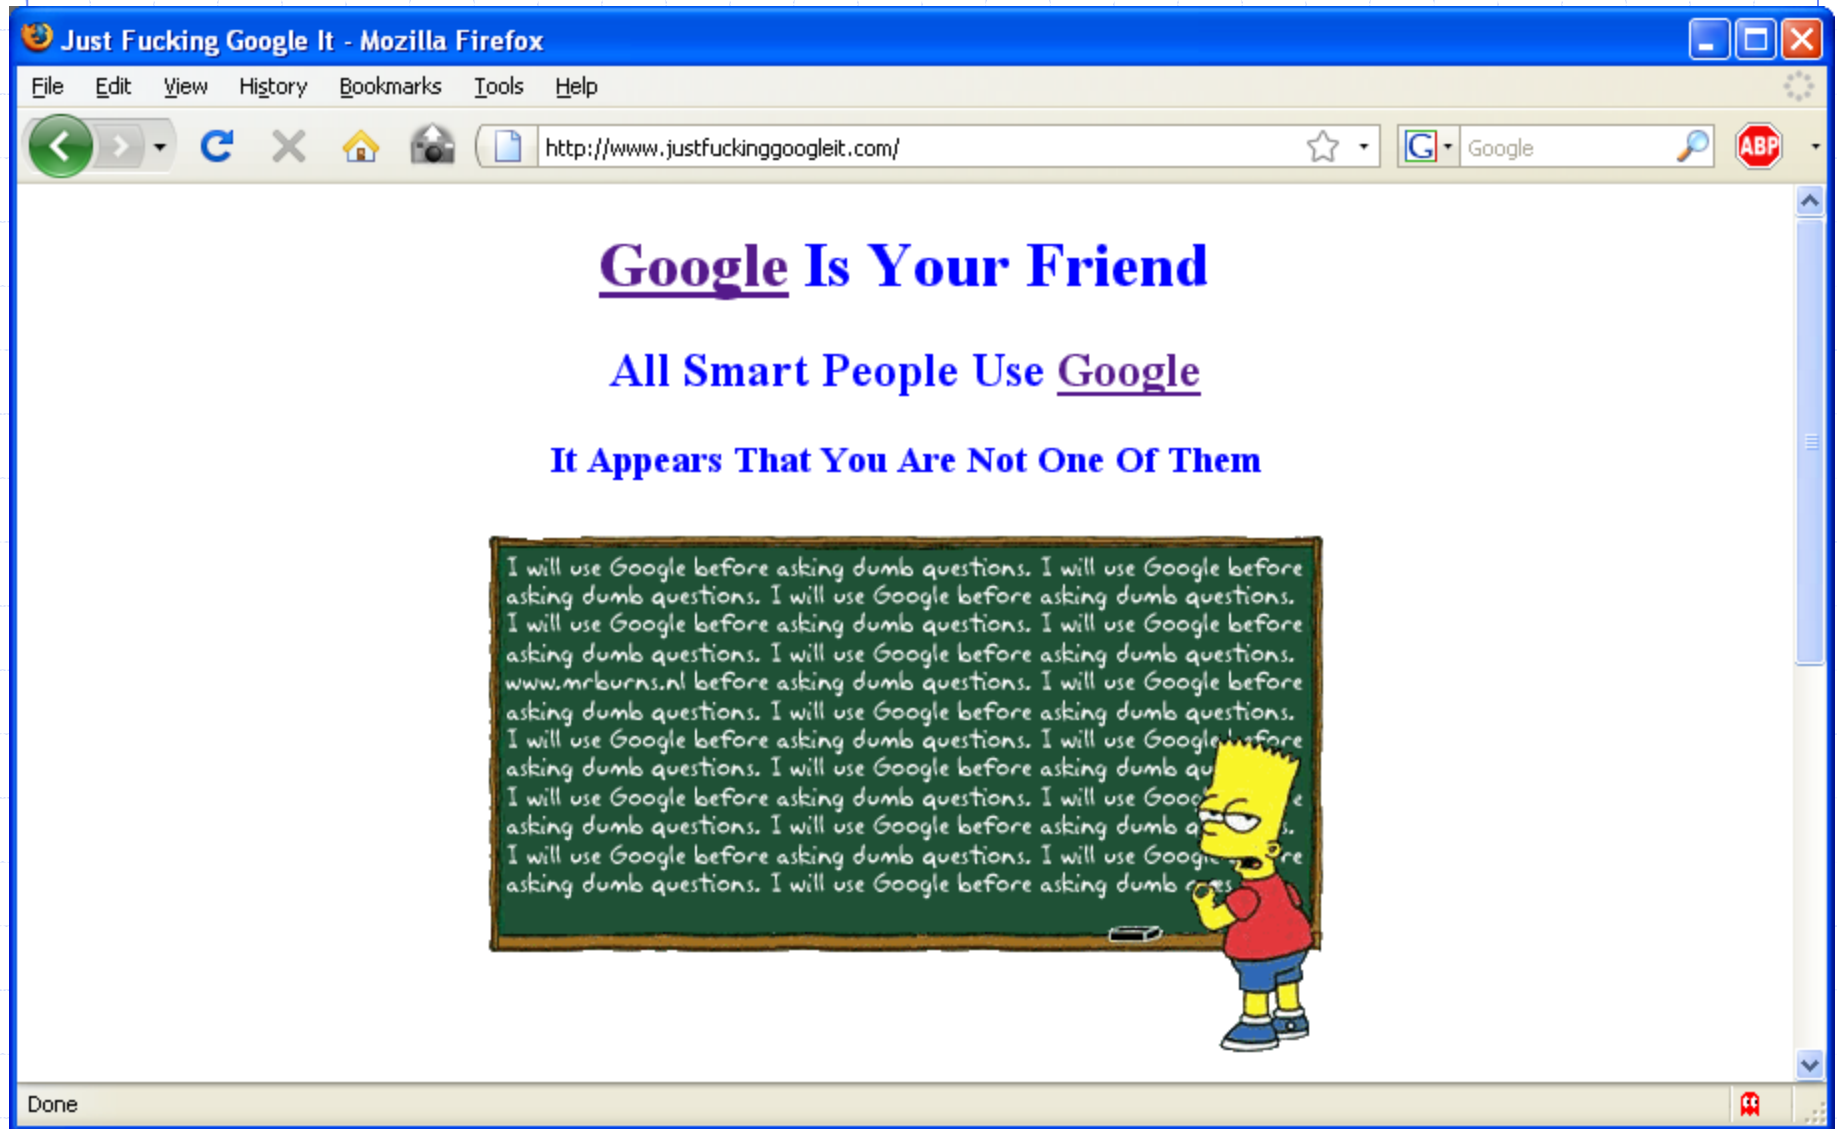 Just Fucking Google It - Mozilla Firefox
File Edit View History Bookmarks Tools Help
http://www.justfuckinggoogleit.com/ G Google ABP
Google Is Your Friend
All Smart People Use Google
It Appears That You Are Not One Of Them
I will use Google before asking dumb questions. I will use Google before
asking dumb questions. I will use Google before asking dumb questions.
I will use Google before asking dumb questions. I will use Google before
asking dumb questions. I will use Google before asking dumb questions.
www.mrburns.nl before asking dumb questions. I will use Google before
asking dumb questions. I will use Google before asking dumb questions.
I will use Google before asking dumb questions. I will use Google before
asking dumb questions. I will use Google before asking dumb qu
I will use Google before asking dumb questions. I will use Goog e
asking dumb questions. I will use Google before asking dumb q s.
I will use Google before asking dumb questions. I will use Googl re
asking dumb questions. I will use Google before asking dumb ques
Done